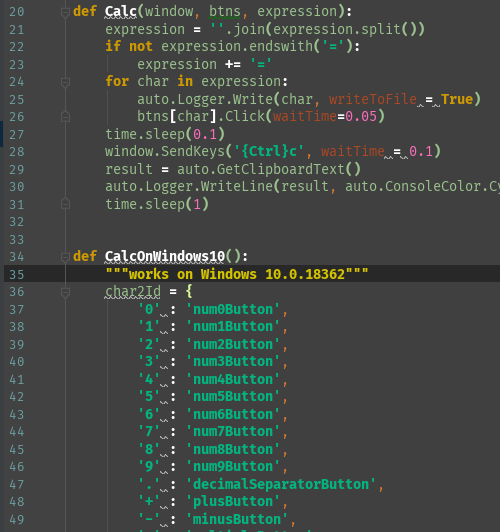 20 def Calc(window, btns, expression):
21 expression = ''.join(expression.split())
22 if not expression.endswith('='):
23 expression += '='
24 for char in expression:
25 auto.Logger.Write(char, writeToFile = True)
26 btns[char].Click(waitTime=0.05)
27 time.sleep(0.1)
28 window.SendKeys('{Ctrl}c', waitTime = 0.1)
29 result = auto.GetClipboardText()
30 auto.Logger.WriteLine(result, auto.ConsoleColor.Cy
31 time.sleep(1)
32
33
34 def CalcOnWindows10():
35 """works on Windows 10.0.18362"""
36 char2Id = {
37 '0' : 'num0Button',
38 '1' : 'num1Button',
39 '2' : 'num2Button',
40 '3' : 'num3Button',
41 '4' : 'num4Button',
42 '5' : 'num5Button',
43 '6' : 'num6Button',
44 '7' : 'num7Button',
45 '8' : 'num8Button',
46 '9' : 'num9Button',
47 '.' : 'decimalSeparatorButton',
48 '+' : 'plusButton',
49 '-' : 'minusButton',